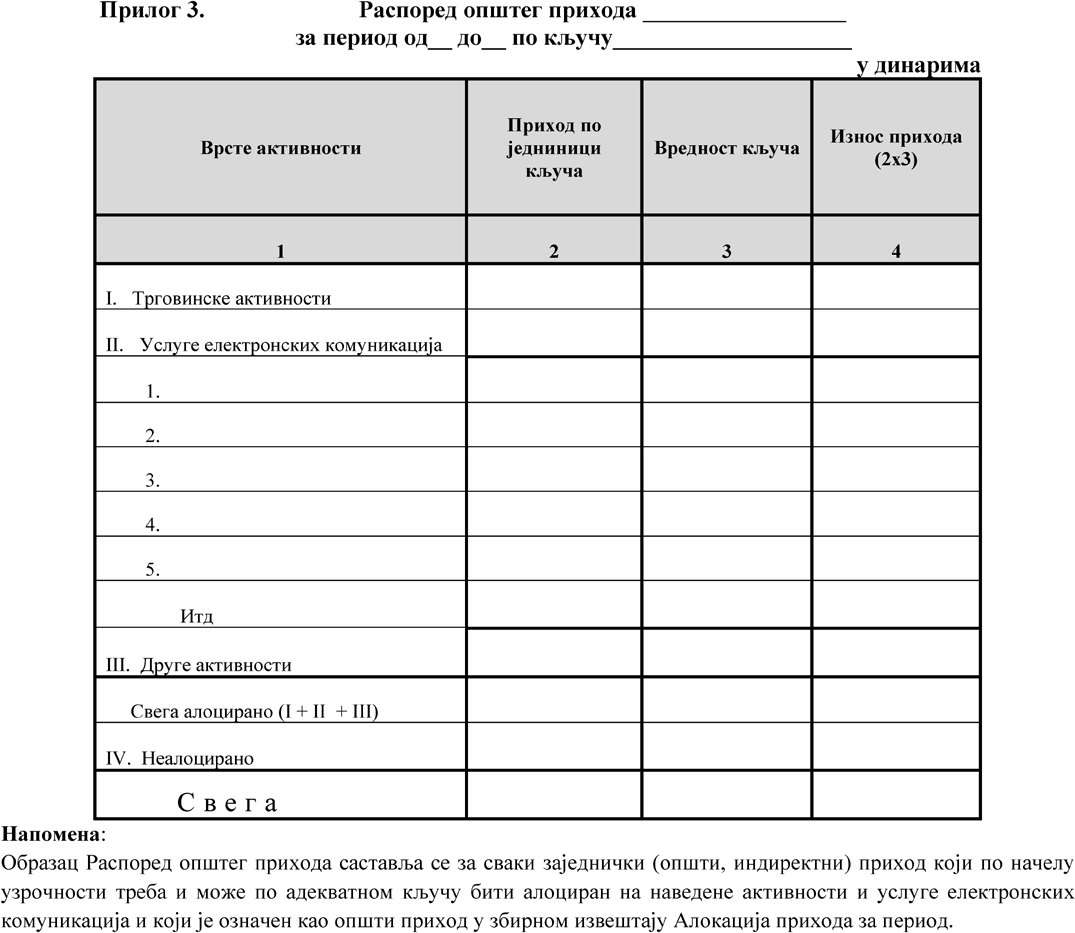 Прилог 3. Распоред општег прихода _________________
за период од__ до__ по кључу____________________
у динарима
Врсте активности
Приход по
једниници
кључа
Вредност кључа
Износ прихода
(2х3)
1 2 3 4
I. Трговинске активности
II. Услуге електронских комуникација
1.
2.
3.
4.
5.
Итд
III. Друге активности
Свега алоцирано (I + II + III)
IV. Неалоцирано
С в е г а
Напомена:
Образац Распоред општег прихода саставља се за сваки заједнички (општи, индиректни) приход који по начелу
узрочности треба и може по адекватном кључу бити алоциран на наведене активности и услуге електронских
комуникација и који је означен као општи приход у збирном извештају Алокација прихода за период.